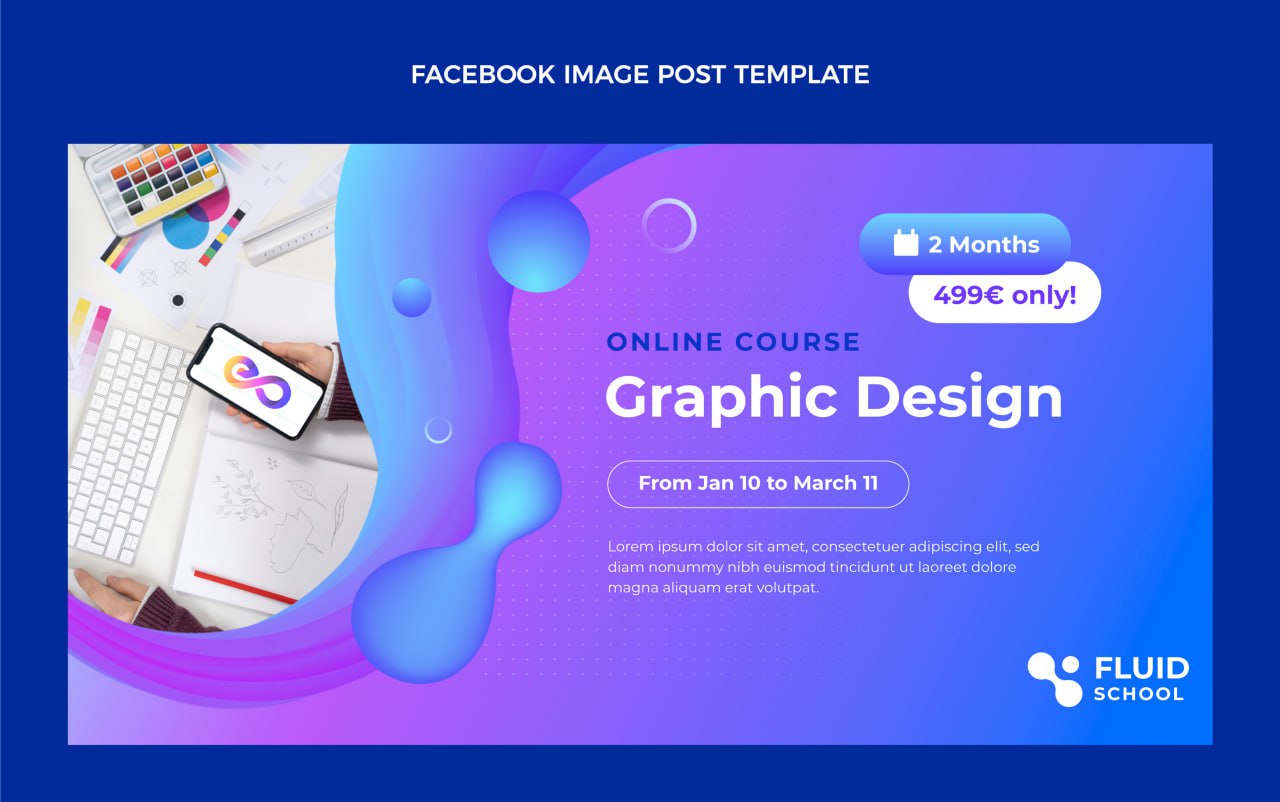 FACEBOOK IMAGE POST TEMPLATE
2 Months
499€ only!
ONLINE COURSE
Graphic Design
From Jan 10 to March 11
Lorem ipsum dolor sit amet, consectetuer adipiscing elit, sed
diam nonummy nibh euismod tincidunt ut laoreet dolore
magna aliquam erat volutpat.
FLUID
SCHOOL